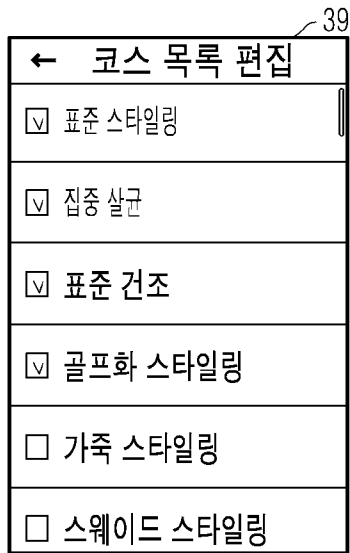 39
← 코스 목록 편집
☑ 표준 스타일링
☑ 집중 살균
☑ 표준 건조
☑ 골프화 스타일링
☐ 가죽 스타일링
☐ 스웨이드 스타일링